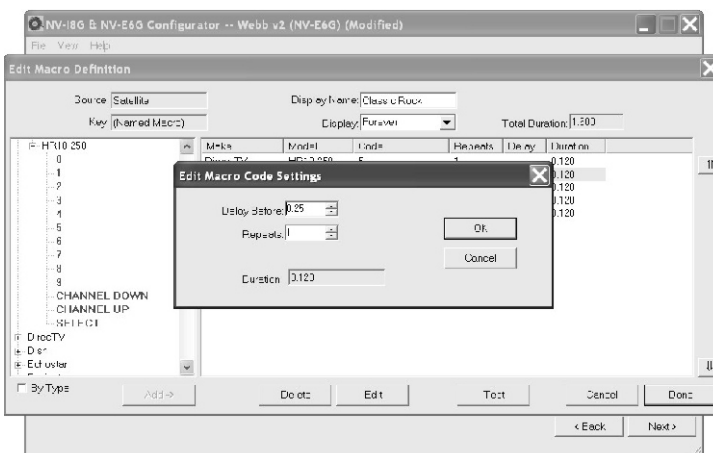 NV-I8G & NV-E6G Configurator -- Webb v2 (NV-E6G) (Modified)
File View Help
Edit Macro Definition
Source Satellite
Display Name: Classic Rock
Key (Named Macro)
Display: Forever
Total Duration:
HR10 250
Make Model Code Repeats Delay Duration
0
DirecTV HR10 250 5 1 0.120
1
0.120
2
0.120
3
0.120
4
0.120
5
6
7
8
9
CHANNEL DOWN
CHANNEL UP
SELECT
DirecTV
Dish
Echostar
Edit Macro Code Settings
Delay Before: 0.25
Repeats: 1
Duration 0.120
OK
Cancel
By Type
Add->
Delete
Edit
Test
Cancel
Done
< Back
Next >